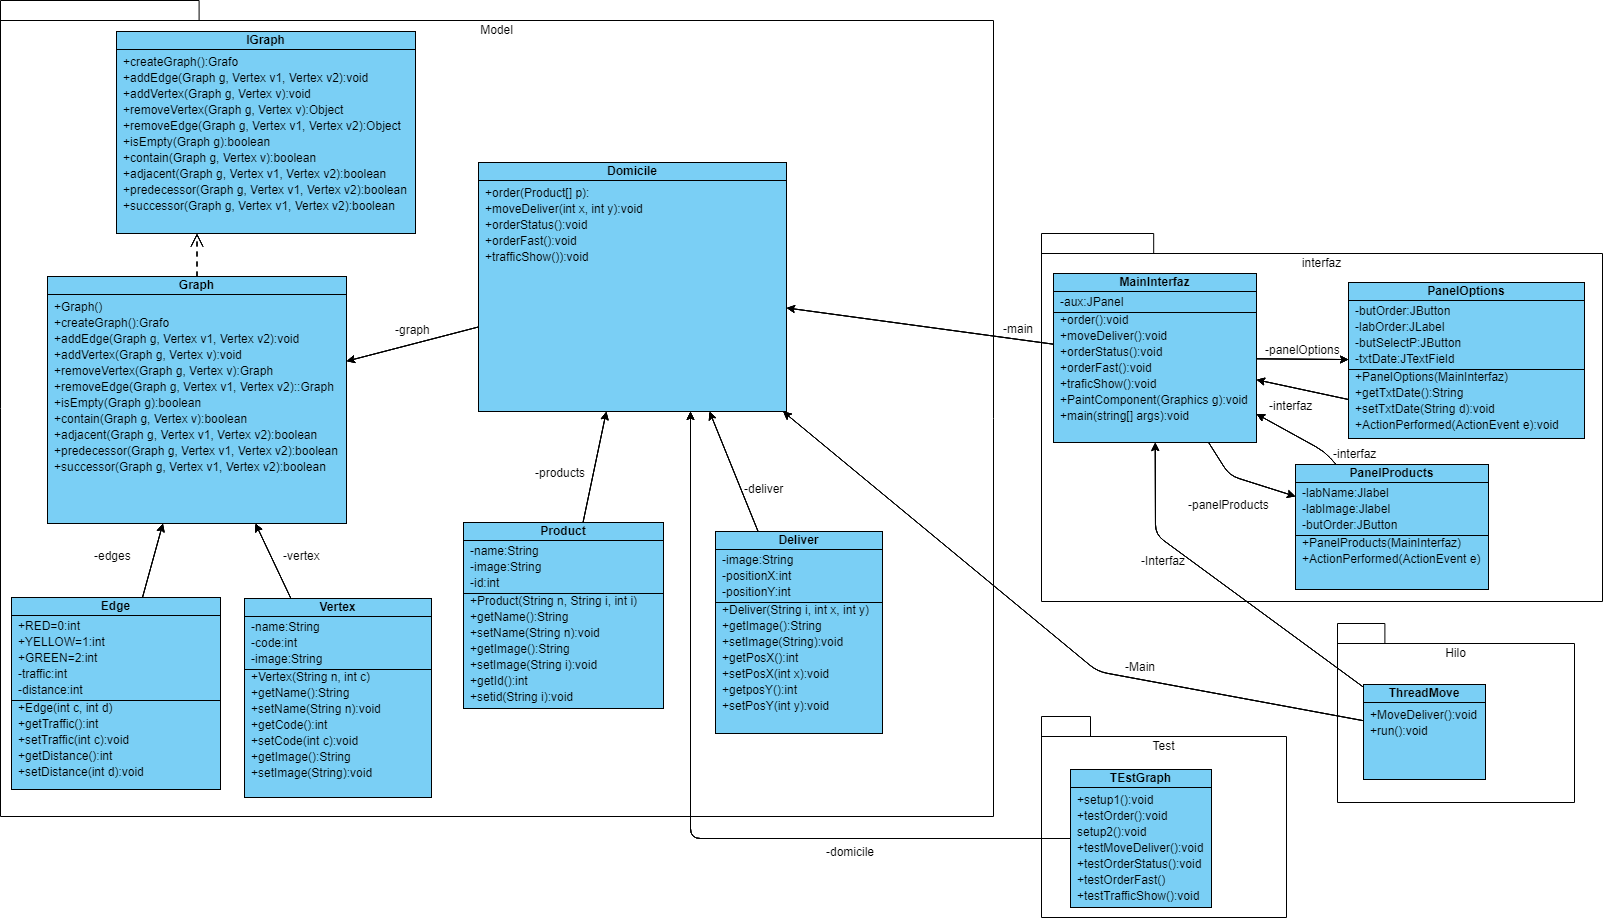 Model
IGraph
+createGraph():Grafo
+addEdge(Graph g, Vertex v1, Vertex v2):void
+addVertex(Graph g, Vertex v):void
+removeVertex(Graph g, Vertex v):Object
+removeEdge(Graph g, Vertex v1, Vertex v2):Object
+isEmpty(Graph g):boolean
+contain(Graph g, Vertex v):boolean
+adjacent(Graph g, Vertex v1, Vertex v2):boolean
+predecessor(Graph g, Vertex v1, Vertex v2):boolean
+successor(Graph g, Vertex v1, Vertex v2):boolean
Graph
+Graph()
+createGraph():Grafo
+addEdge(Graph g, Vertex v1, Vertex v2):void
+addVertex(Graph g, Vertex v):void
+removeVertex(Graph g, Vertex v):Graph
+removeEdge(Graph g, Vertex v1, Vertex v2)::Graph
+isEmpty(Graph g):boolean
+contain(Graph g, Vertex v):boolean
+adjacent(Graph g, Vertex v1, Vertex v2):boolean
+predecessor(Graph g, Vertex v1, Vertex v2):boolean
+successor(Graph g, Vertex v1, Vertex v2):boolean
-graph
Domicile
+order(Product[] p):
+moveDeliver(int x, int y):void
+orderStatus():void
+orderFast():void
+trafficShow()):void
-edges
-vertex
-products
-deliver
Edge
+RED=0:int
+YELLOW=1:int
+GREEN=2:int
-traffic:int
-distance:int
+Edge(int c, int d)
+getTraffic():int
+setTraffic(int c):void
+getDistance():int
+setDistance(int d):void
Vertex
-name:String
-code:int
-image:String
+Vertex(String n, int c)
+getName():String
+setName(String n):void
+getCode():int
+setCode(int c):void
+getImage():String
+setImage(String):void
Product
-name:String
-image:String
-id:int
+Product(String n, String i, int i)
+getName():String
+setName(String n):void
+getImage():String
+setImage(String i):void
+getId():int
+setid(String i):void
Deliver
-image:String
-positionX:int
-positionY:int
+Deliver(String i, int x, int y)
+getImage():String
+setImage(String):void
+getPosX():int
+setPosX(int x):void
+getposY():int
+setPosY(int y):void
-main
interfaz
MainInterfaz
-aux:JPanel
+order():void
+moveDeliver():void
+orderStatus():void
+orderFast():void
+traficShow():void
+PaintComponent(Graphics g):void
+main(string[] args):void
-panelOptions
-interfaz
-interfaz
-panelProducts
PanelOptions
-butOrder:JButton
-labOrder:JLabel
-butSelectP:JButton
-txtDate:JTextField
+PanelOptions(MainInterfaz)
+getTxtDate():String
+setTxtDate(String d):void
+ActionPerformed(ActionEvent e):void
PanelProducts
-labName:Jlabel
-labImage:Jlabel
-butOrder:JButton
+PanelProducts(MainInterfaz)
+ActionPerformed(ActionEvent e)
-Interfaz
-Main
Hilo
ThreadMove
+MoveDeliver():void
+run():void
Test
TEstGraph
+setup1():void
+testOrder():void
setup2():void
+testMoveDeliver():void
+testOrderStatus():void
+testOrderFast()
+testTrafficShow():void
-domicile